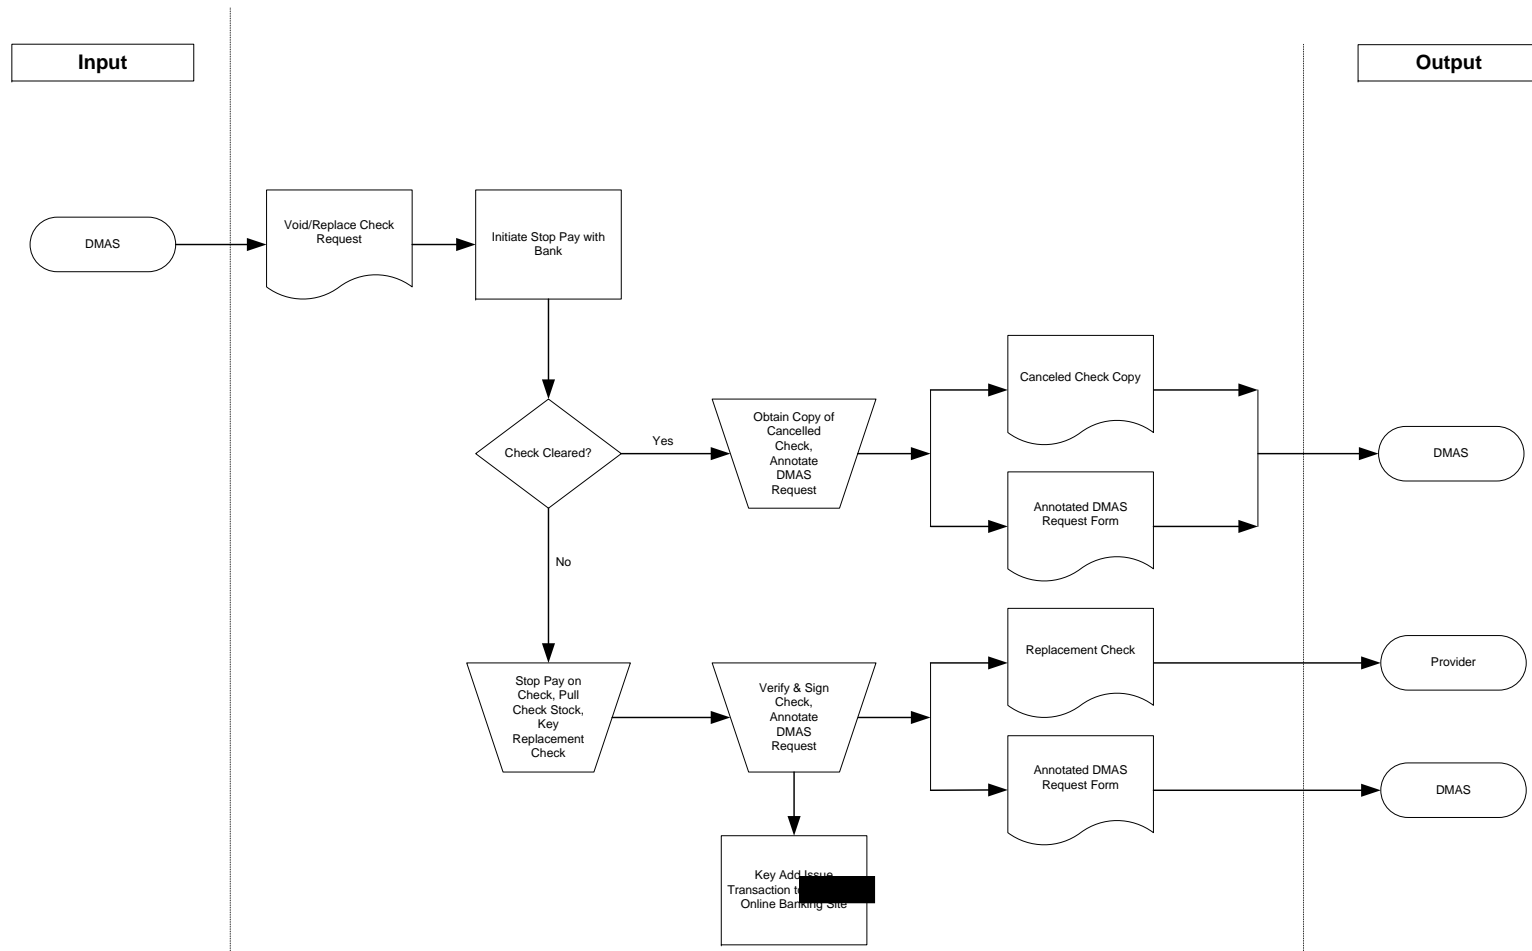 Input
Output
DMAS
Void/Replace Check
Request
Initiate Stop Pay with
Bank
Check Cleared?
Yes
No
Obtain Copy of
Cancelled
Check,
Annotate
DMAS
Request
Canceled Check Copy
Annotated DMAS
Request Form
DMAS
Stop Pay on
Check, Pull
Check Stock,
Key
Replacement
Check
Verify & Sign
Check,
Annotate
DMAS
Request
Replacement Check
Provider
Annotated DMAS
Request Form
DMAS
Key Add Issue
Transaction
Online Banking Site